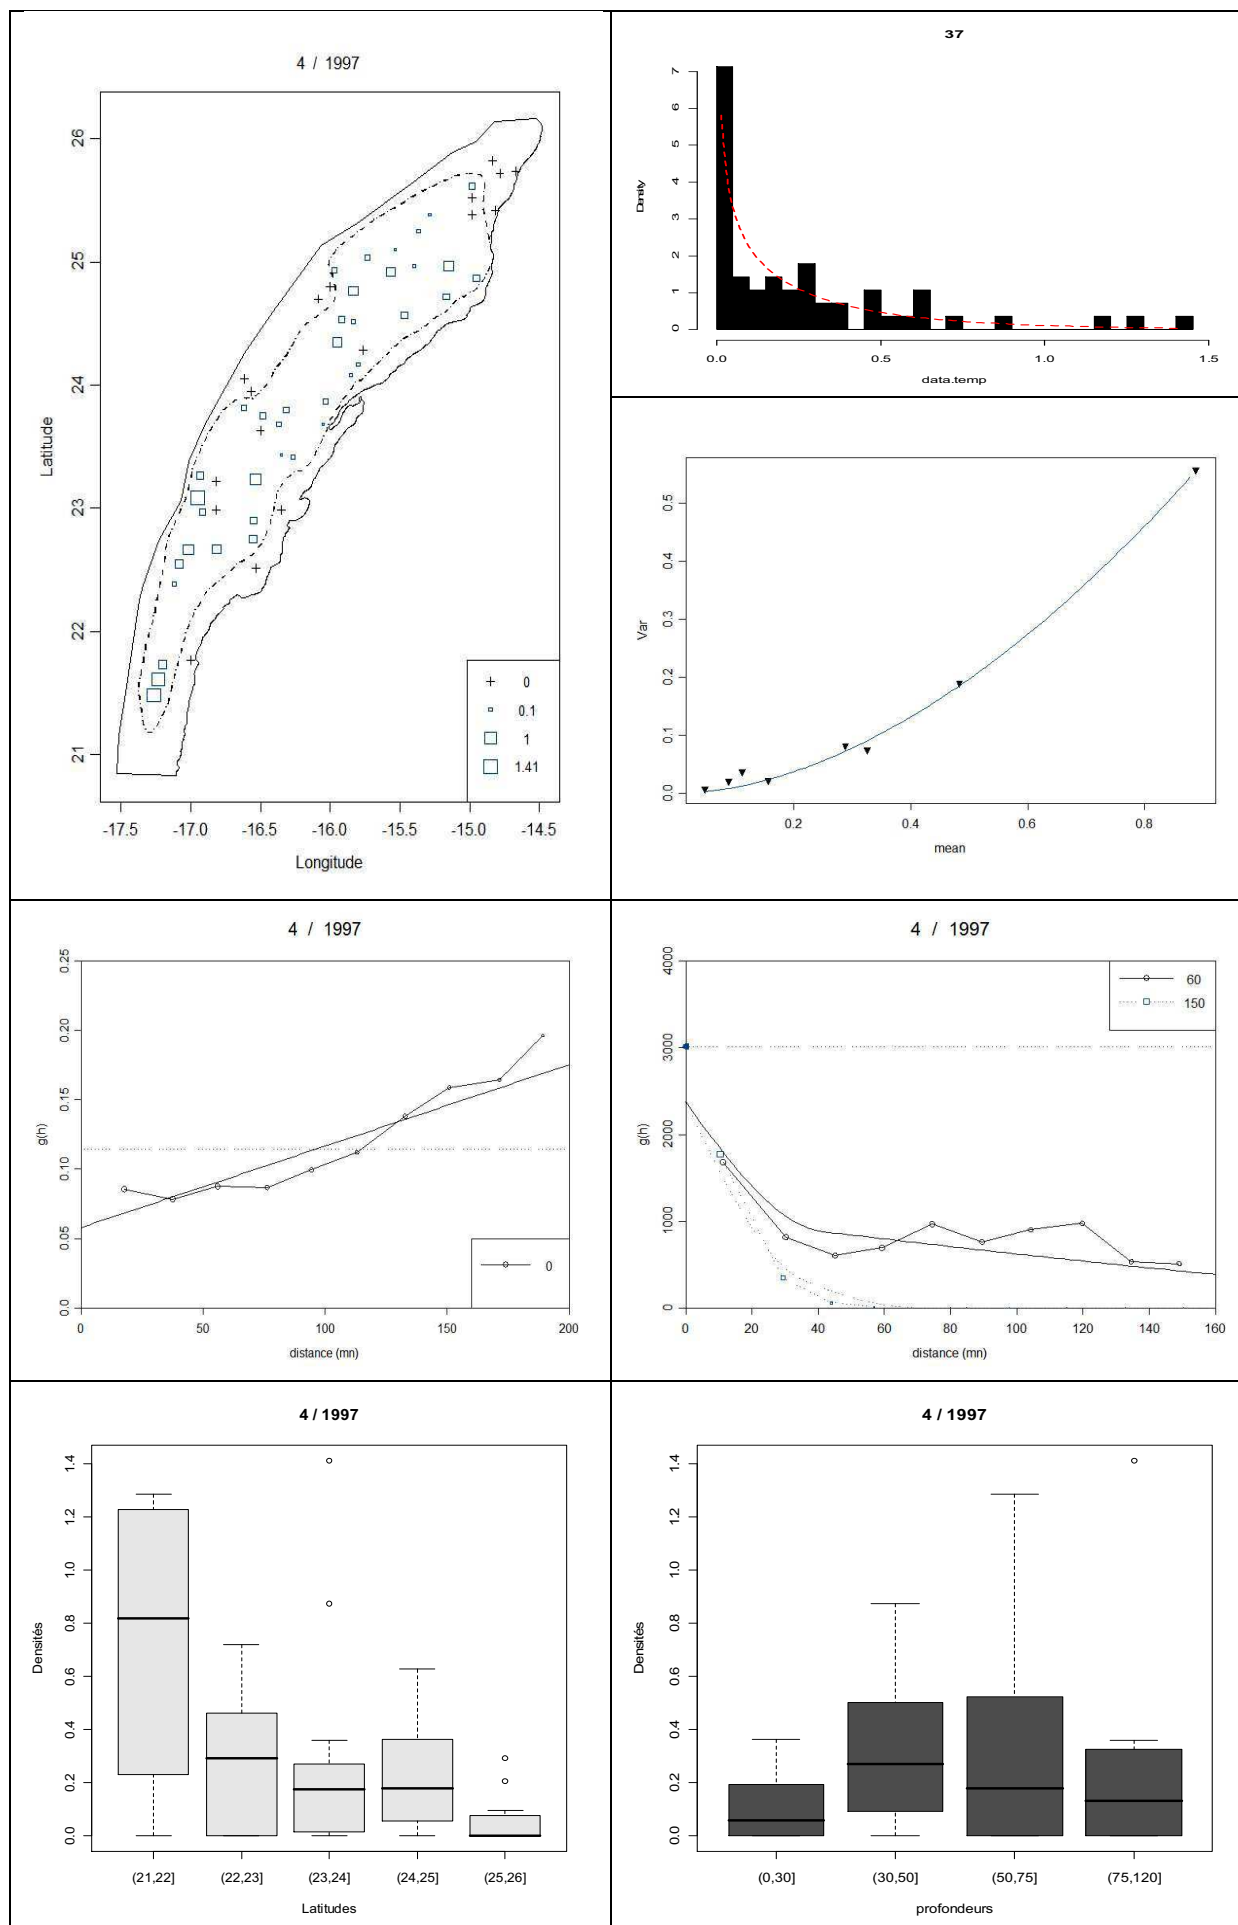 4 / 1997
26
25
24
23
22
21
Latitude
-17.5 -17.0 -16.5 -16.0 -15.5 -15.0 -14.5
Longitude
0
0.1
1
1.41
37
7
6
5
4
3
2
1
0
Density
0.0 0.5 1.0 1.5
data.temp
0.5
0.4
0.3
0.2
0.1
0.0
Var
0.2 0.4 0.6 0.8
mean
4 / 1997
0.25
0.20
0.15
0.10
0.05
0.0
g(h)
0
0 50 100 150 200
distance (mn)
4 / 1997
4000
3000
2000
1000
0
g(h)
60
150
0 20 40 60 80 100 120 140 160
distance (mn)
4 / 1997
1.4
1.2
1.0
0.8
0.6
0.4
0.2
0.0
Densités
(21,22] (22,23] (23,24] (24,25] (25,26]
Latitudes
4 / 1997
1.4
1.2
1.0
0.8
0.6
0.4
0.2
0.0
Densités
(0,30] (30,50] (50,75] (75,120]
profondeurs